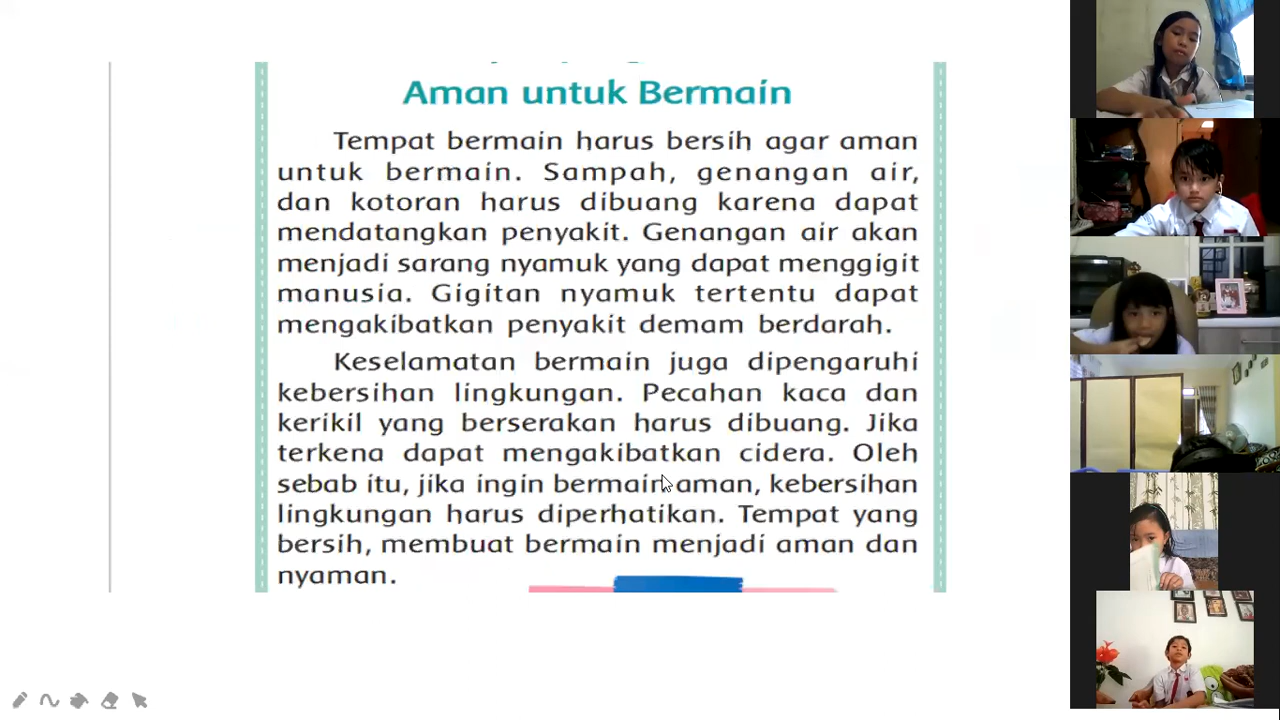 Aman untuk Bermain
Tempat bermain harus bersih agar aman
untuk bermain. Sampah, genangan air,
dan kotoran harus dibuang karena dapat
mendatangkan penyakit. Genangan air akan
menjadi sarang nyamuk yang dapat menggigit
manusia. Gigitan nyamuk tertentu dapat
mengakibatkan penyakit demam berdarah.
Keselamatan bermain juga dipengaruhi
kebersihan lingkungan. Pecahan kaca dan
kerikil yang berserakan harus dibuang. Jika
terkena dapat mengakibatkan cidera. Oleh
sebab itu, jika ingin bermain aman, kebersihan
lingkungan harus diperhatikan. Tempat yang
bersih, membuat bermain menjadi aman dan
nyaman.